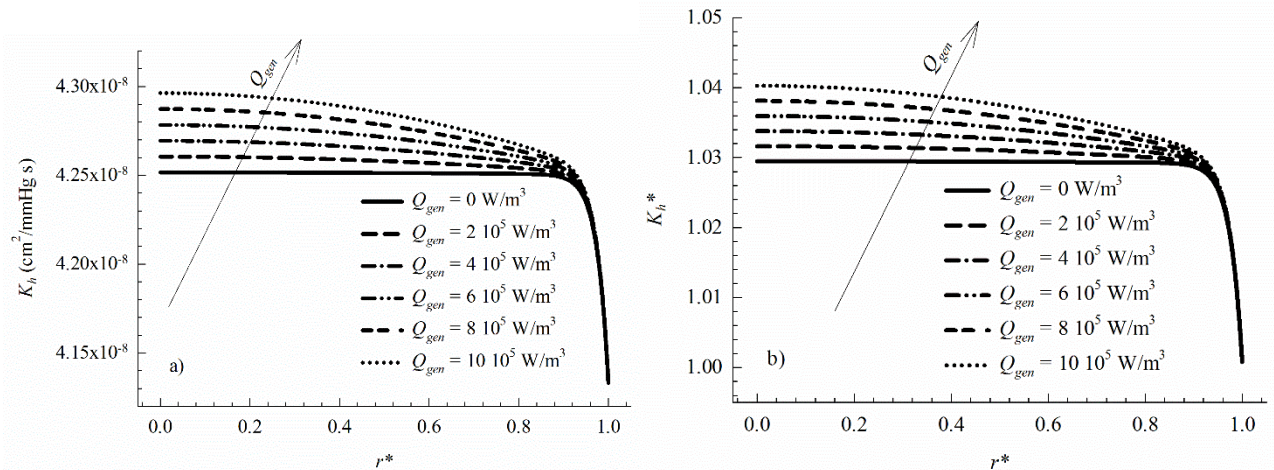 4.30x10-8
4.25x10-8
4.20x10-8
4.15x10-8
Kh (cm2/mmHg s)
Qgen
Qgen = 0 W/m3
Qgen = 2 105 W/m3
Qgen = 4 105 W/m3
Qgen = 6 105 W/m3
Qgen = 8 105 W/m3
Qgen = 10 105 W/m3
a)
0.0 0.2 0.4 0.6 0.8 1.0
r*
1.05
1.04
1.03
1.02
1.01
1.00
Kh*
Qgen
Qgen = 0 W/m3
Qgen = 2 105 W/m3
Qgen = 4 105 W/m3
Qgen = 6 105 W/m3
Qgen = 8 105 W/m3
Qgen = 10 105 W/m3
b)
0.0 0.2 0.4 0.6 0.8 1.0
r*